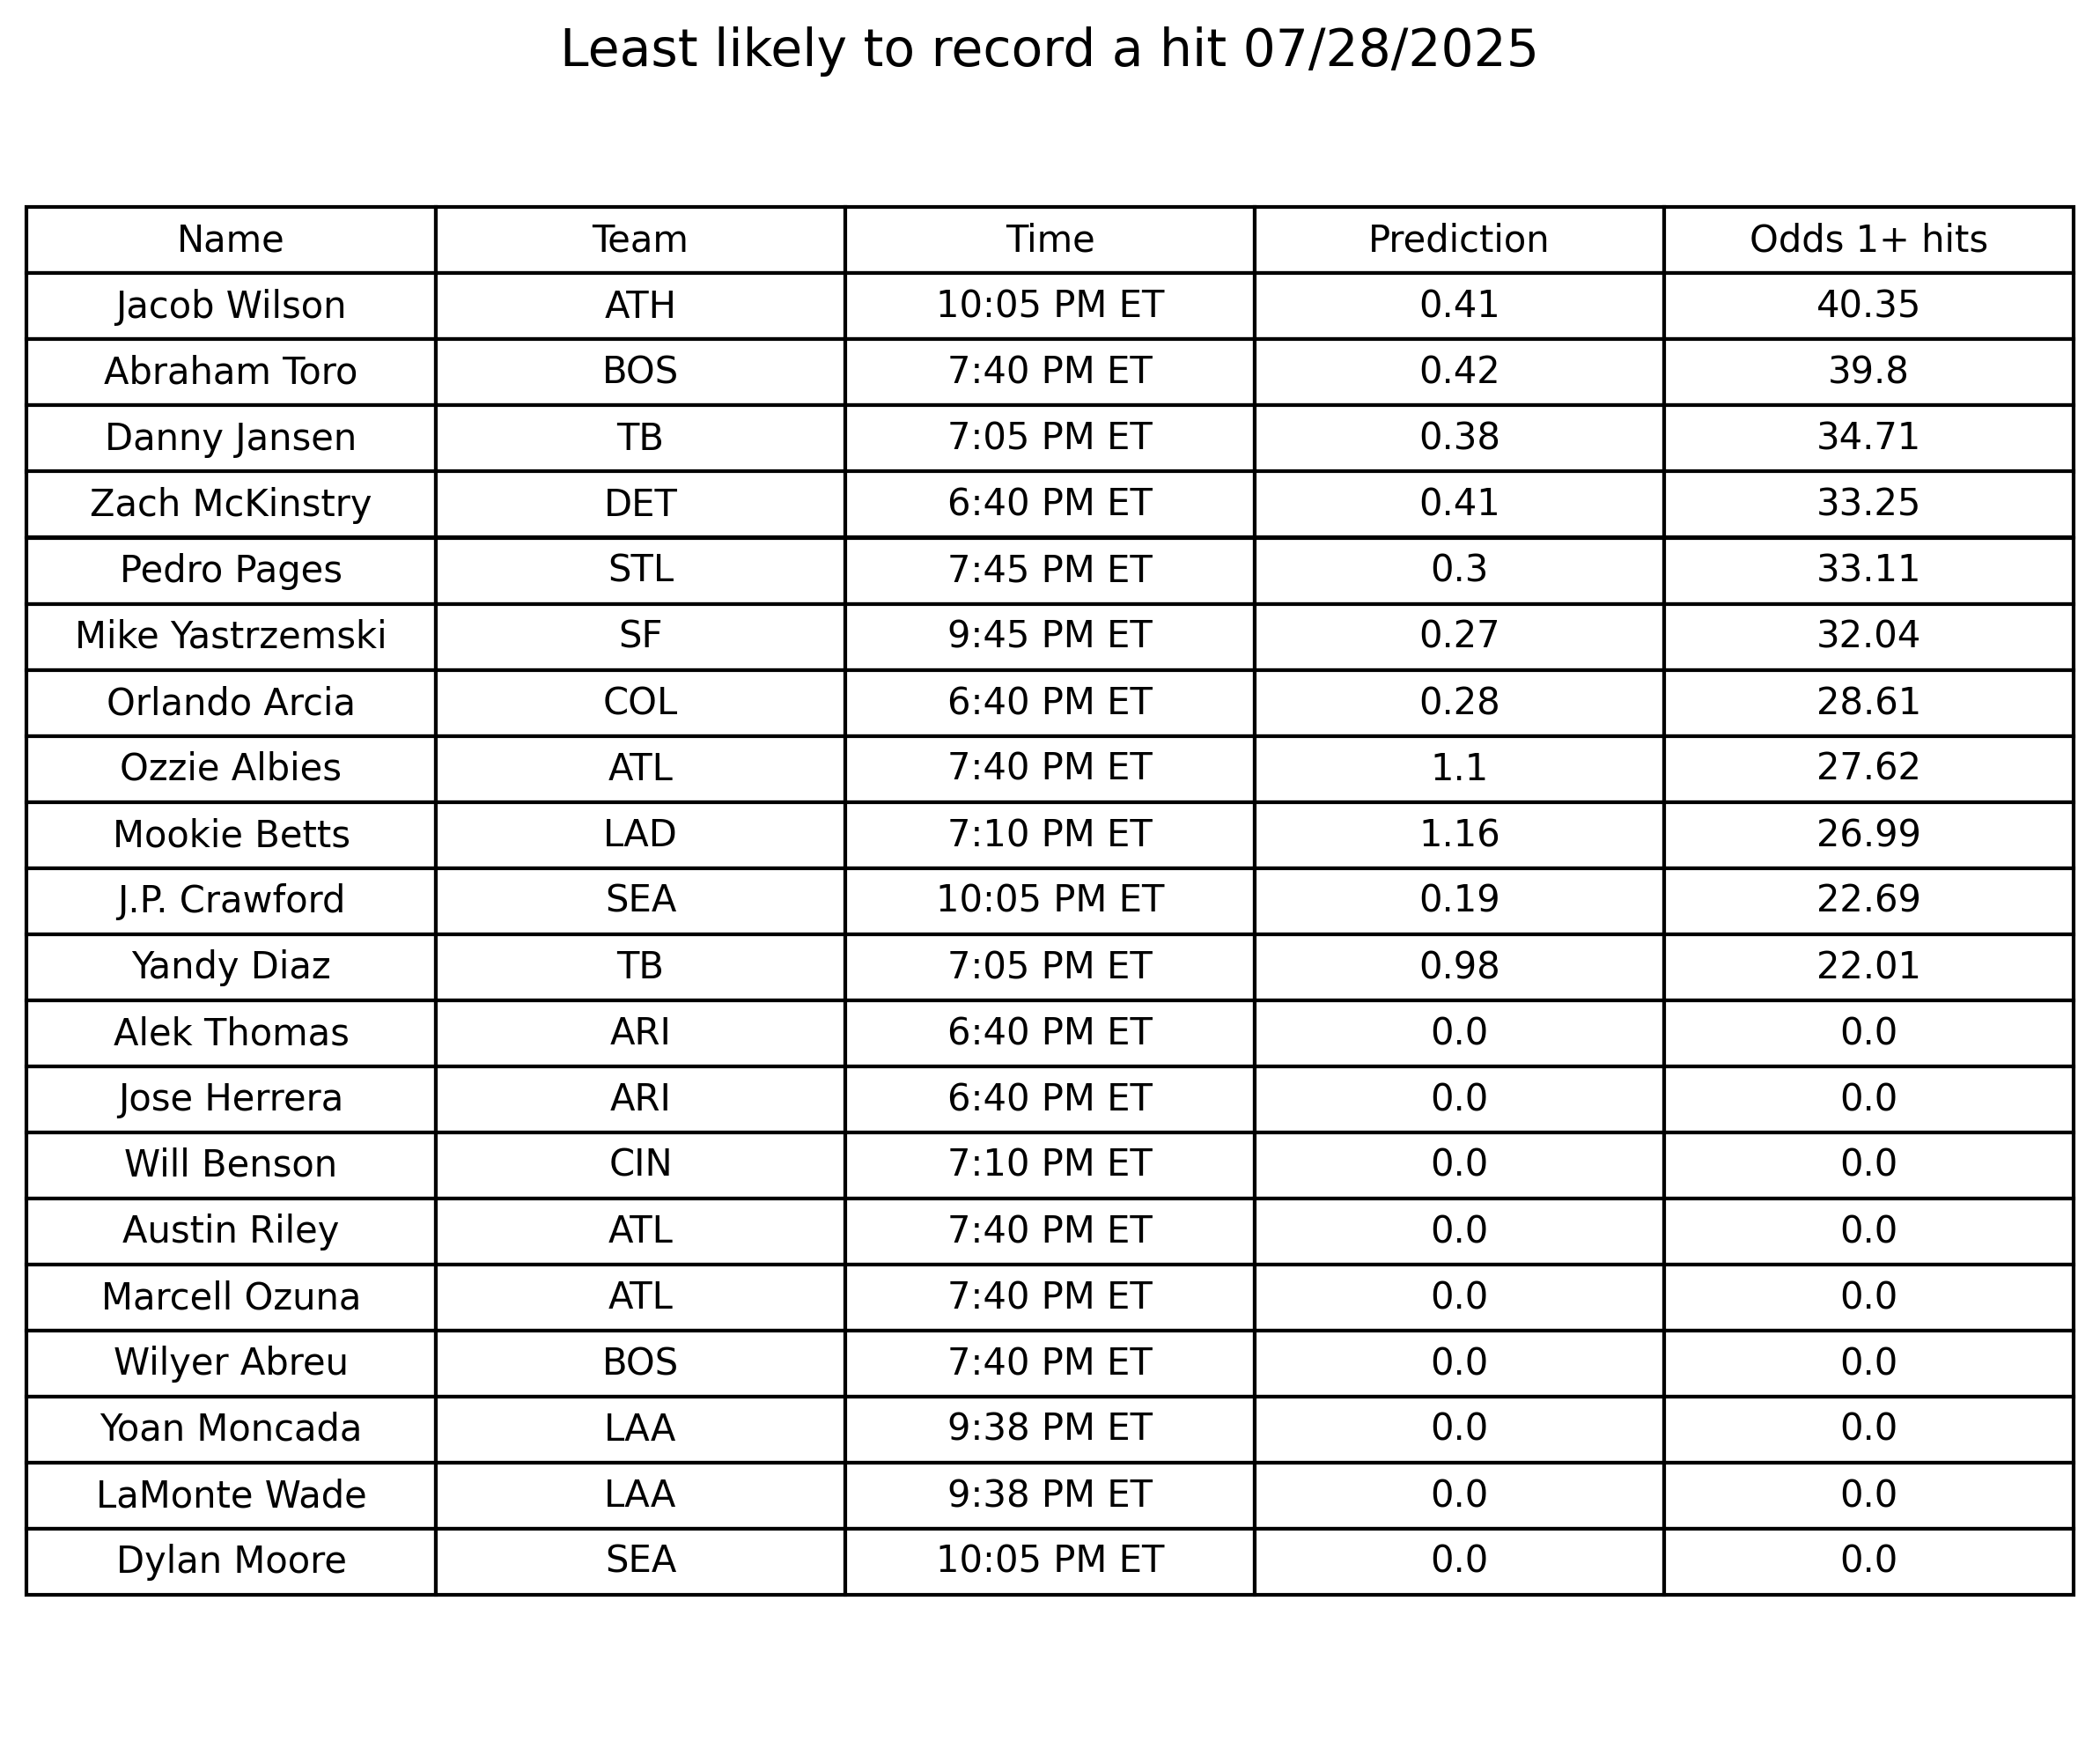 Least likely to record a hit 07/28/2025
Name Team Time Prediction Odds 1+ hits
Jacob Wilson ATH 10:05 PM ET 0.41 40.35
Abraham Toro BOS 7:40 PM ET 0.42 39.8
Danny Jansen TB 7:05 PM ET 0.38 34.71
Zach McKinstry DET 6:40 PM ET 0.41 33.25
Pedro Pages STL 7:45 PM ET 0.3 33.11
Mike Yastrzemski SF 9:45 PM ET 0.27 32.04
Orlando Arcia COL 6:40 PM ET 0.28 28.61
Ozzie Albies ATL 7:40 PM ET 1.1 27.62
Mookie Betts LAD 7:10 PM ET 1.16 26.99
J.P. Crawford SEA 10:05 PM ET 0.19 22.69
Yandy Diaz TB 7:05 PM ET 0.98 22.01
Alek Thomas ARI 6:40 PM ET 0.0 0.0
Jose Herrera ARI 6:40 PM ET 0.0 0.0
Will Benson CIN 7:10 PM ET 0.0 0.0
Austin Riley ATL 7:40 PM ET 0.0 0.0
Marcell Ozuna ATL 7:40 PM ET 0.0 0.0
Wilyer Abreu BOS 7:40 PM ET 0.0 0.0
Yoan Moncada LAA 9:38 PM ET 0.0 0.0
LaMonte Wade LAA 9:38 PM ET 0.0 0.0
Dylan Moore SEA 10:05 PM ET 0.0 0.0